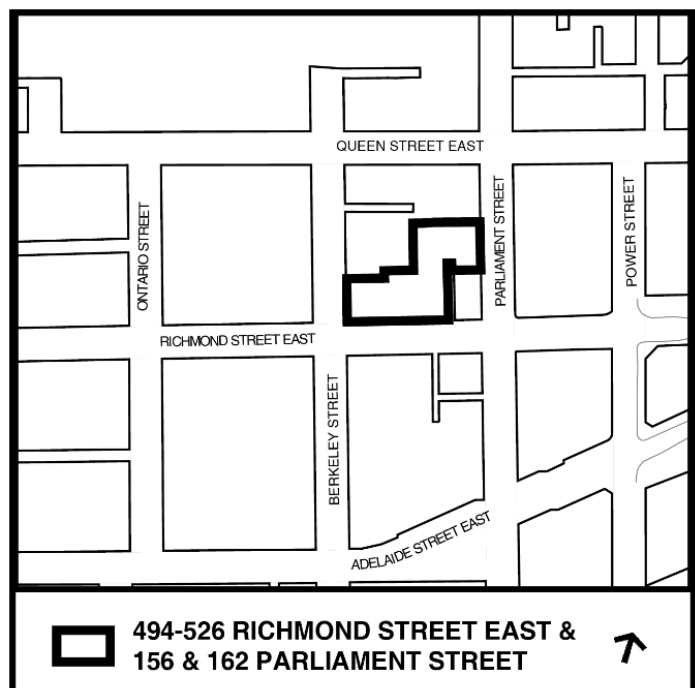 QUEEN STREET EAST
ONTARIO STREET
PARLIAMENT STREET
POWER STREET
RICHMOND STREET EAST
BERKELEY STREET
ADELAIDE STREET EAST
494-526 RICHMOND STREET EAST &
156 & 162 PARLIAMENT STREET